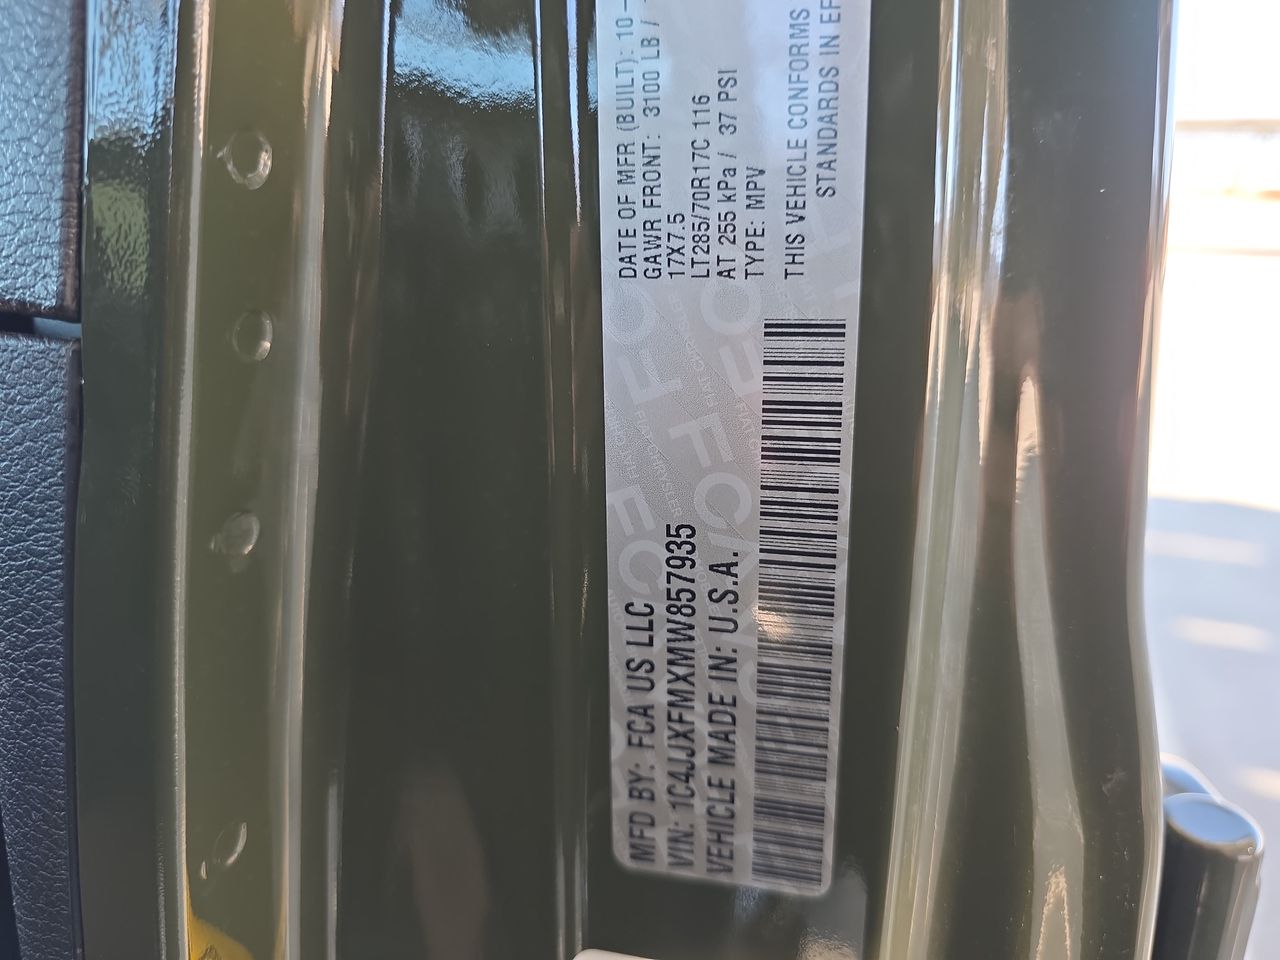 MFD BY: FCA US LLC
VIN: 1C4JJXFMXMW857935
VEHICLE MADE IN: U.S.A.
DATE OF MFR (BUILT): 10-
GAWR FRONT: 3100 LB /
17X7.5
LT285/70R17C 116
AT 255 kPa / 37 PSI
TYPE: MPV
THIS VEHICLE CONFORMS
STANDARDS IN EF